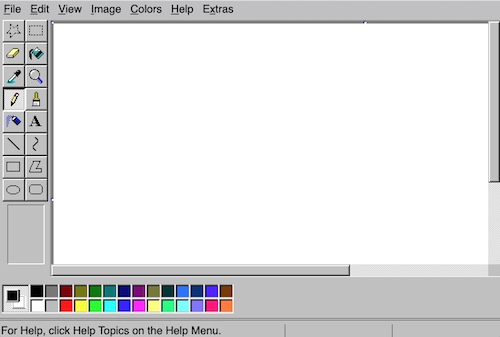 File Edit View Image Colors Help Extras
A
For Help, click Help Topics on the Help Menu.